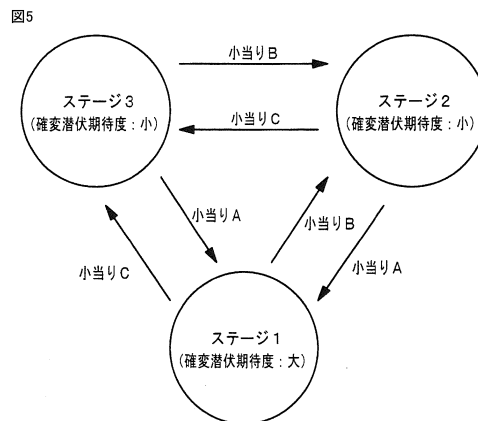 図5
小当りB
ステージ3
(確変潜伏期待度:小)
ステージ2
(確変潜伏期待度:小)
小当りC
小当りA
小当りB
小当りC
小当りA
ステージ1
(確変潜伏期待度:大)